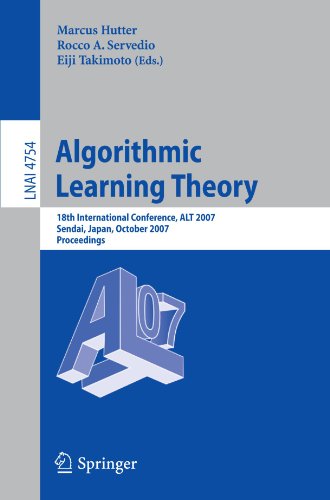 Marcus Hutter
Rocco A. Servedio
Eiji Takimoto (Eds.)
LNAI 4754
Algorithmic
Learning Theory
18th International Conference, ALT 2007
Sendai, Japan, October 2007
Proceedings
ALT 07
Springer